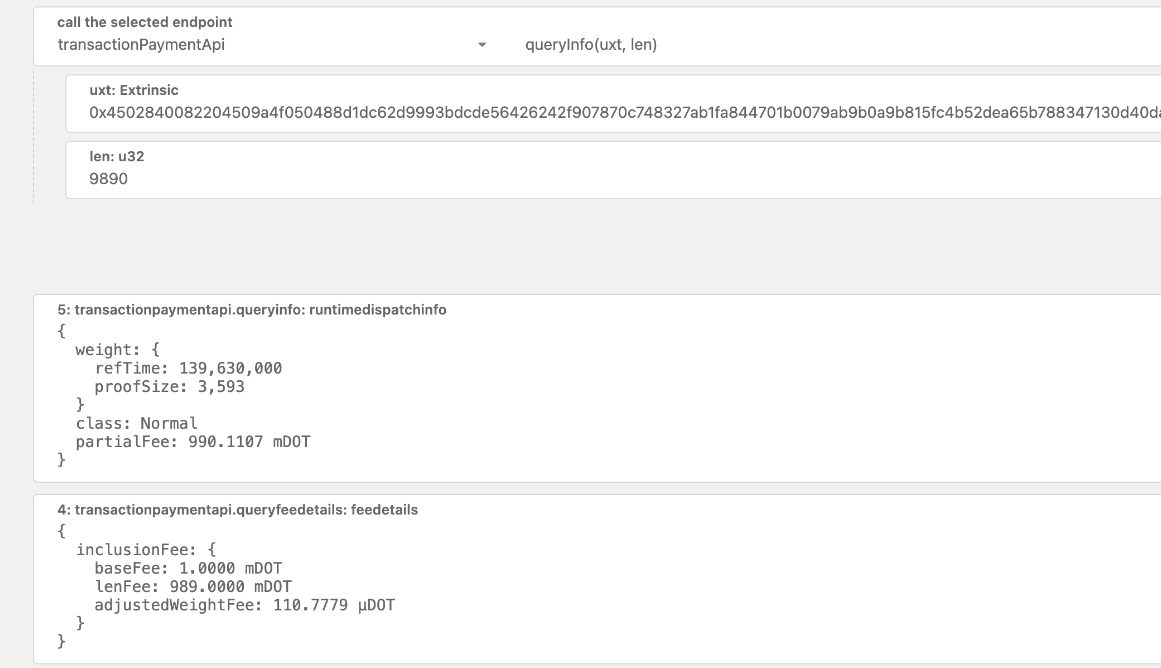 call the selected endpoint
transactionPaymentApi queryInfo(uxt, len)
uxt: Extrinsic
0x4502840082204509a4f050488d1dc62d9993bdcde56426242f907870c748327ab1fa844701b0079ab9b0a9b815fc4b52dea65b788347130d40da
len: u32
9890
5: transactionpaymentapi.queryinfo: runtimedispatchinfo
{
weight: {
refTime: 139,630,000
proofSize: 3,593
}
class: Normal
partialFee: 990.1107 mDOT
}
4: transactionpaymentapi.queryfeedetails: feedetails
{
inclusionFee: {
baseFee: 1.0000 mDOT
lenFee: 989.0000 mDOT
adjustedWeightFee: 110.7779 µDOT
}
}